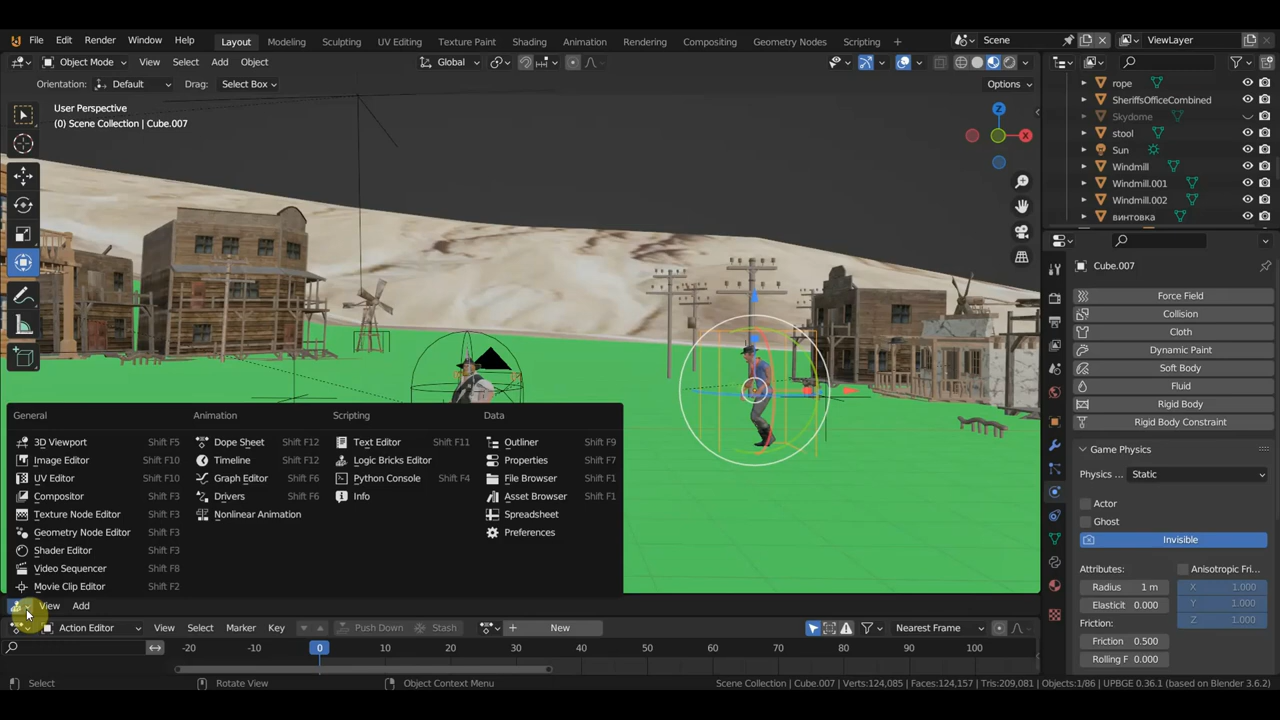 File Edit Render Window Help Layout Modeling Sculpting UV Editing Texture Paint Shading Animation Rendering Compositing Geometry Nodes Scripting + Scene ViewLayer
Object Mode View Select Add Object Global
Orientation: Default Drag: Select Box Options
User Perspective
(0) Scene Collection | Cube.007
Z
X
rope
SheriffsOfficeCombined
Skydome
stool
Sun
Windmill
Windmill.001
Windmill.002
винтовка
Cube.007
Force Field
Collision
Cloth
Dynamic Paint
Soft Body
Fluid
Rigid Body
Rigid Body Constraint
Game Physics
Physics ... Static
Actor
Ghost
Invisible
Attributes: Anisotropic Fri...
Radius 1 m X 1.000
Elasticit 0.000 Y 1.000
Friction: Z 1.000
Friction 0.500
Rolling F 0.000
General Animation Scripting Data
3D Viewport Shift F5 Dope Sheet Shift F12 Text Editor Shift F11 Outliner Shift F9
Image Editor Shift F10 Timeline Shift F12 Logic Bricks Editor Properties Shift F7
UV Editor Shift F10 Graph Editor Shift F6 Python Console Shift F4 File Browser Shift F1
Compositor Shift F3 Drivers Shift F6 Info Asset Browser Shift F1
Texture Node Editor Shift F3 Nonlinear Animation Spreadsheet
Geometry Node Editor Shift F3 Preferences
Shader Editor Shift F3
Video Sequencer Shift F8
Movie Clip Editor Shift F2
View Add
Action Editor View Select Marker Key Push Down Stash + New Nearest Frame
-20 -10 0 10 20 30 40 50 60 70 80 90 100
Select Rotate View Object Context Menu Scene Collection | Cube.007 | Verts:124,085 | Faces:124,157 | Tris:209,081 | Objects:1/86 | UPBGE 0.36.1 (based on Blender 3.6.2)